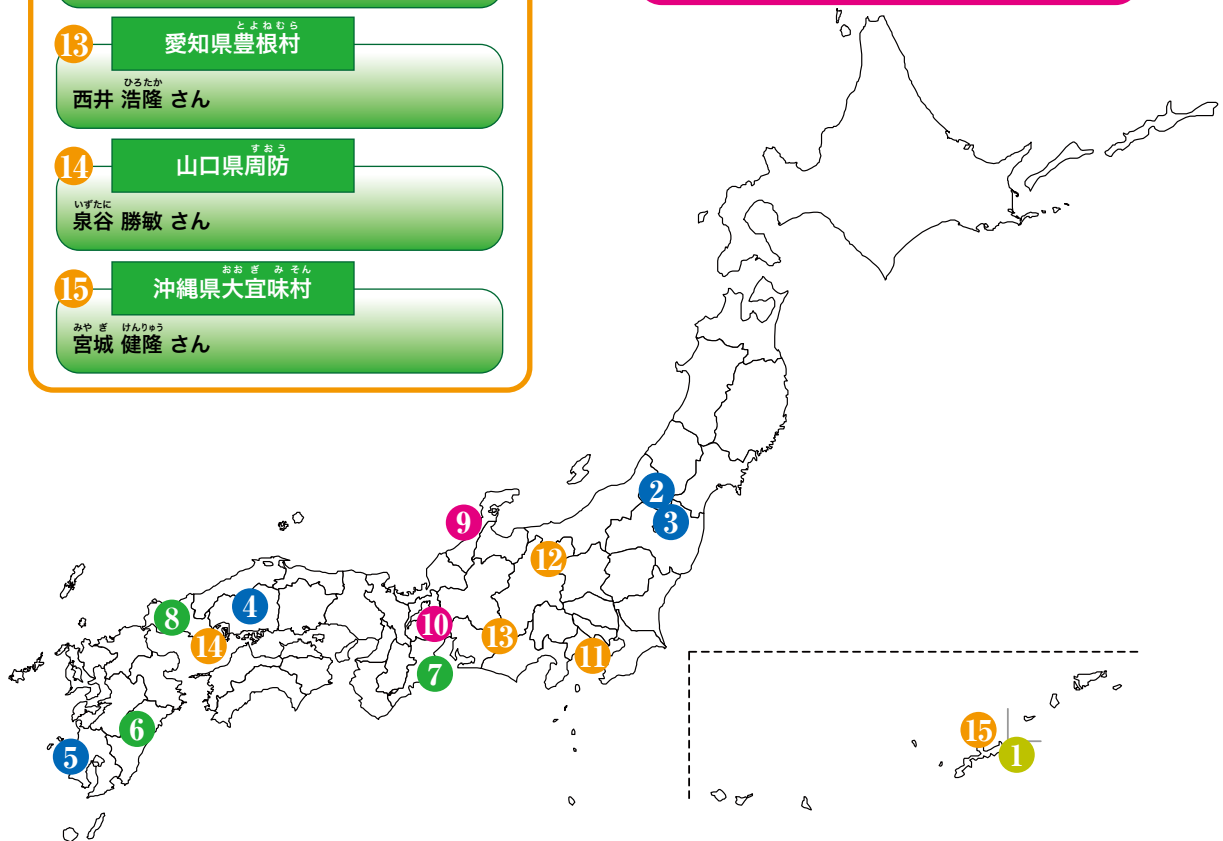 13
とよねむら
愛知県豊根村
ひろたか
西井 浩隆 さん
14
すおう
山口県周防
いずたに
泉谷 勝敏 さん
15
おおぎみそん
沖縄県大宜味村
みやぎ けんりゅう
宮城 健隆 さん
2
9
3
12
4
8
10
13
14
11
7
6
15
5
1